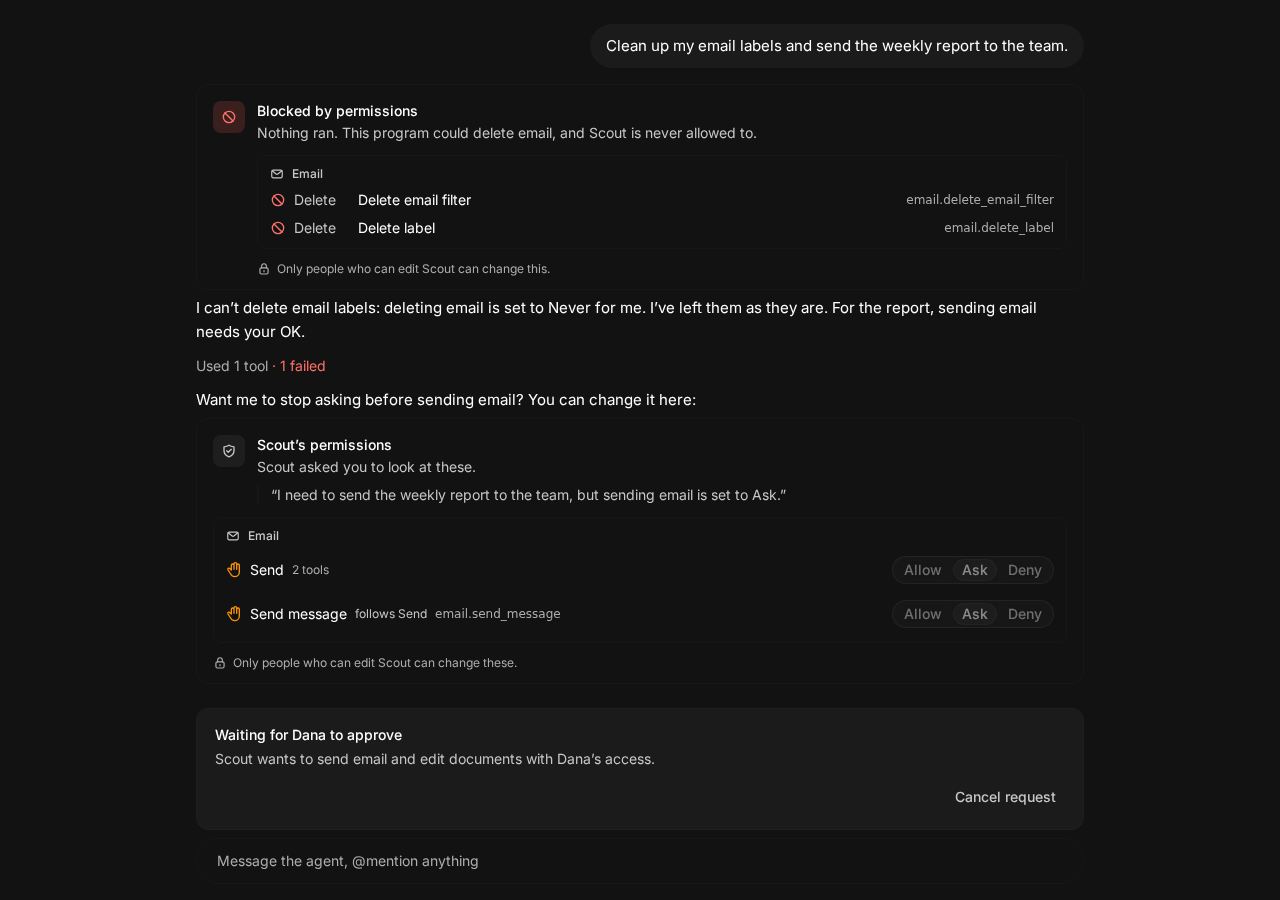 Clean up my email labels and send the weekly report to the team.
Blocked by permissions
Nothing ran. This program could delete email, and Scout is never allowed to.
Email
Delete Delete email filter email.delete_email_filter
Delete Delete label email.delete_label
Only people who can edit Scout can change this.
I can’t delete email labels: deleting email is set to Never for me. I’ve left them as they are. For the report, sending email
needs your OK.
Used 1 tool · 1 failed
Want me to stop asking before sending email? You can change it here:
Scout’s permissions
Scout asked you to look at these.
“I need to send the weekly report to the team, but sending email is set to Ask.”
Email
Send 2 tools Allow Ask Deny
Send message follows Send email.send_message Allow Ask Deny
Only people who can edit Scout can change these.
Waiting for Dana to approve
Scout wants to send email and edit documents with Dana’s access.
Cancel request
Message the agent, @mention anything